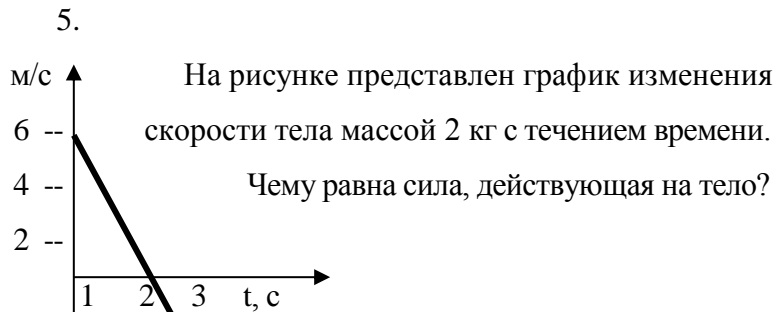 5.
м/с На рисунке представлен график изменения
6 -- скорости тела массой 2 кг с течением времени.
4 -- Чему равна сила, действующая на тело?
2 --
1 2 3 t, с